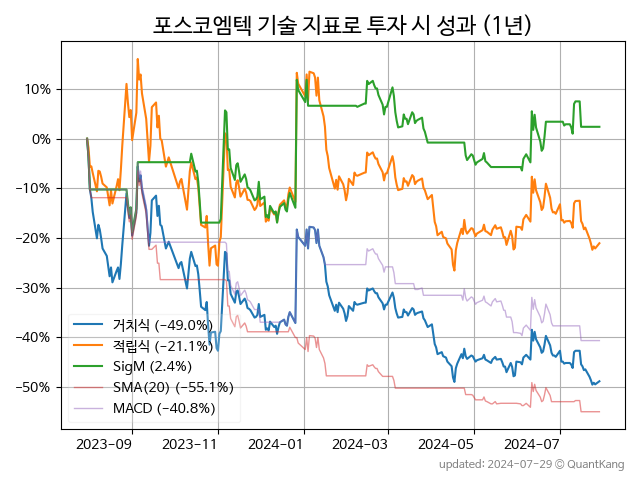 포스코엠텍 기술 지표로 투자 시 성과 (1년)
10%
0%
−10%
−20%
−30%
−40%
−50%
거치식 (−49.0%)
적립식 (−21.1%)
SigM (2.4%)
SMA(20) (−55.1%)
MACD (−40.8%)
2023−09 2023−11 2024−01 2024−03 2024−05 2024−07
updated: 2024−07−29 ⓒ QuantKang